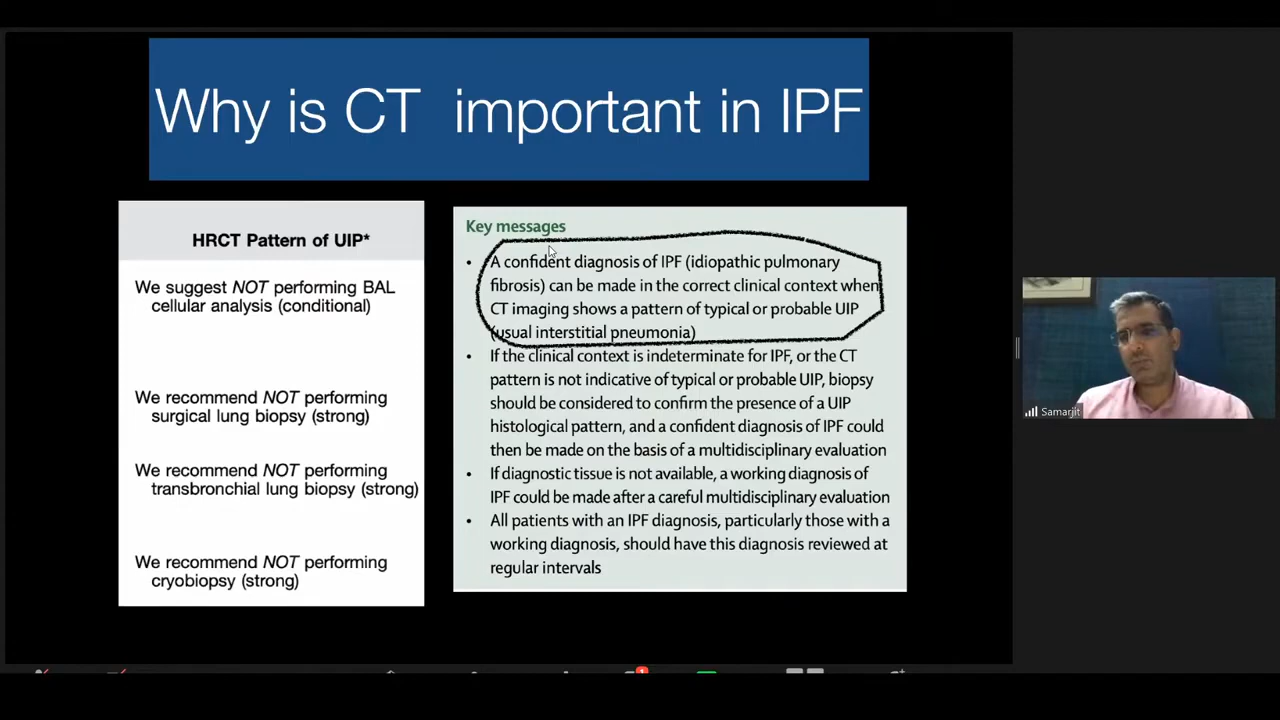 Why is CT important in IPF
HRCT Pattern of UIP*
We suggest NOT performing BAL
cellular analysis (conditional)
We recommend NOT performing
surgical lung biopsy (strong)
We recommend NOT performing
transbronchial lung biopsy (strong)
We recommend NOT performing
cryobiopsy (strong)
Key messages
• A confident diagnosis of IPF (idiopathic pulmonary
fibrosis) can be made in the correct clinical context when
CT imaging shows a pattern of typical or probable UIP
(usual interstitial pneumonia)
• If the clinical context is indeterminate for IPF, or the CT
pattern is not indicative of typical or probable UIP, biopsy
should be considered to confirm the presence of a UIP
histological pattern, and a confident diagnosis of IPF could
then be made on the basis of a multidisciplinary evaluation
• If diagnostic tissue is not available, a working diagnosis of
IPF could be made after a careful multidisciplinary evaluation
• All patients with an IPF diagnosis, particularly those with a
working diagnosis, should have this diagnosis reviewed at
regular intervals
Samarjit